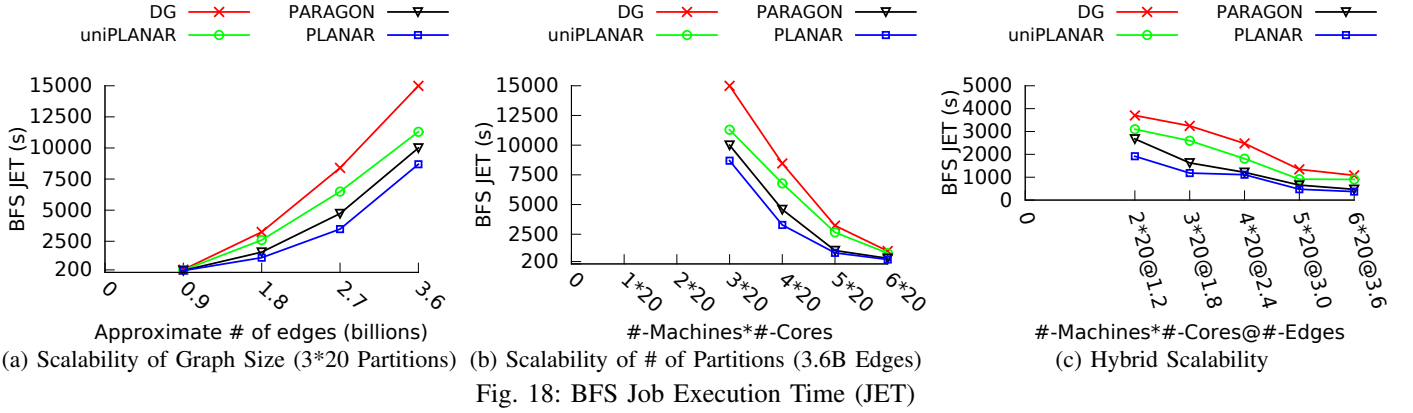 DG PARAGON
uniPLANAR PLANAR
15000
12500
10000
7500
5000
2500
200
BFS JET (s)
0 0.9 1.8 2.7 3.6
Approximate # of edges (billions)
(a) Scalability of Graph Size (3*20 Partitions)
DG PARAGON
uniPLANAR PLANAR
15000
12500
10000
7500
5000
2500
200
BFS JET (s)
0 1*20 2*20 3*20 4*20 5*20 6*20
#-Machines*#-Cores
(b) Scalability of # of Partitions (3.6B Edges)
DG PARAGON
uniPLANAR PLANAR
5000
4000
3000
2000
1000
0
BFS JET (s)
0 2*20@1.2 3*20@1.8 4*20@2.4 5*20@3.0 6*20@3.6
#-Machines*#-Cores@#-Edges
(c) Hybrid Scalability
Fig. 18: BFS Job Execution Time (JET)